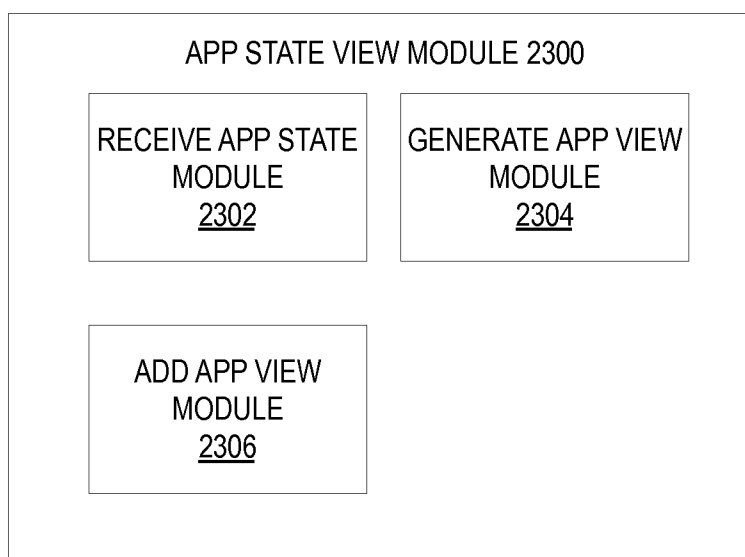 APP STATE VIEW MODULE 2300
RECEIVE APP STATE
MODULE
2302
GENERATE APP VIEW
MODULE
2304
ADD APP VIEW
MODULE
2306